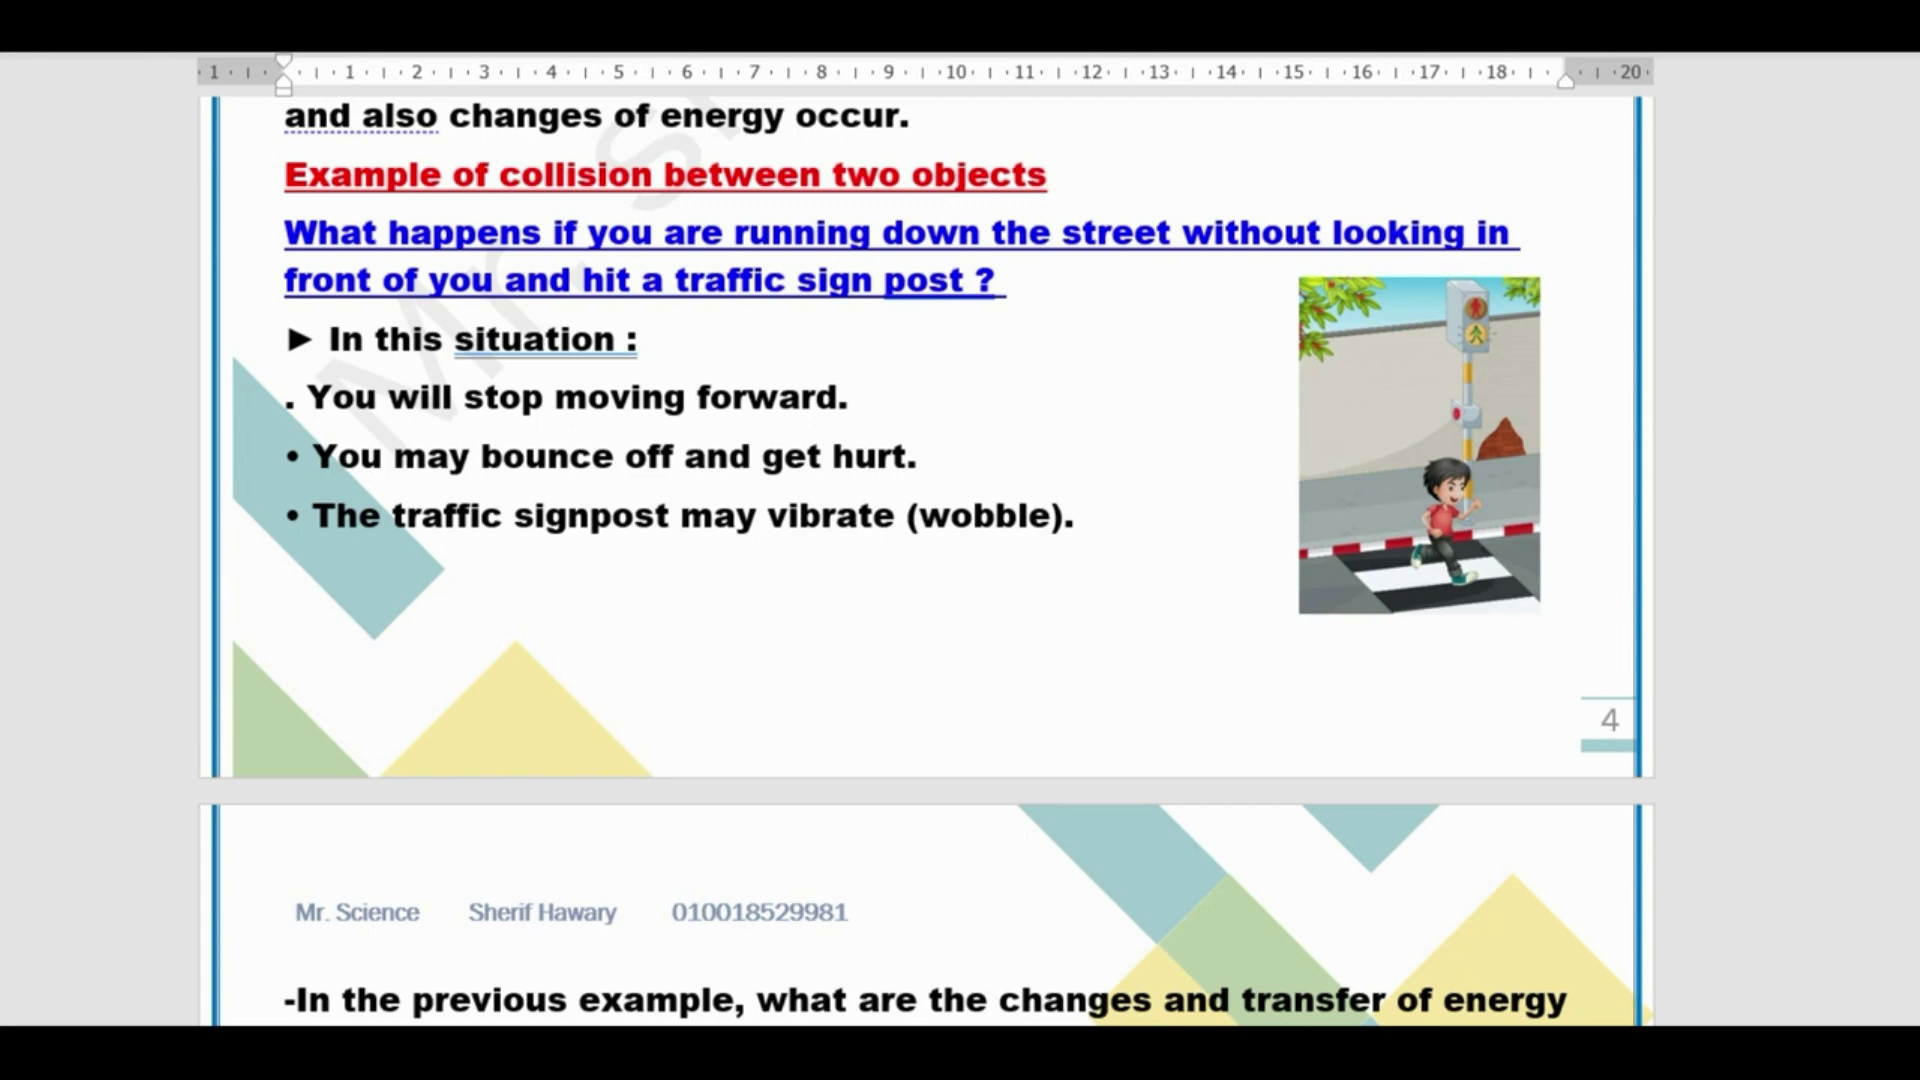 1 1 2 3 4 5 6 7 8 9 10 11 12 13 14 15 16 17 18 20
and also changes of energy occur.
Example of collision between two objects
What happens if you are running down the street without looking in
front of you and hit a traffic sign post ?
► In this situation :
. You will stop moving forward.
• You may bounce off and get hurt.
• The traffic signpost may vibrate (wobble).
4
Mr. Science Sherif Hawary 010018529981
-In the previous example, what are the changes and transfer of energy